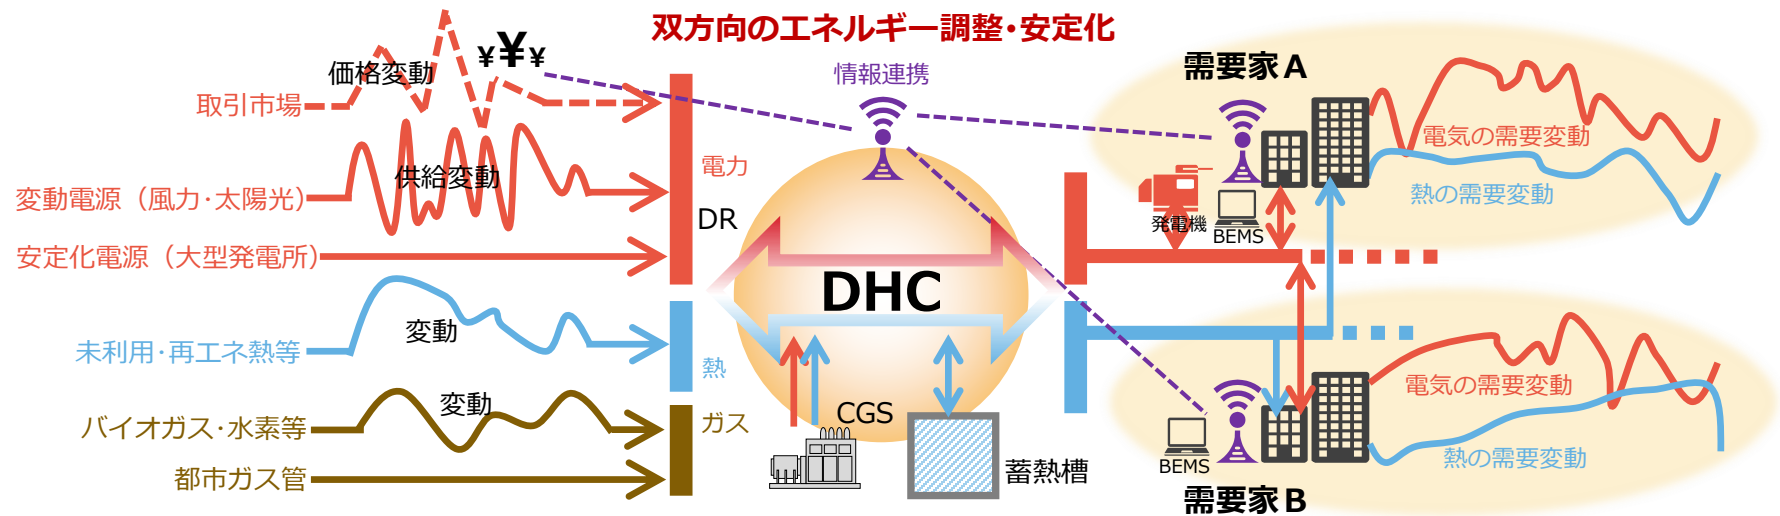 双方向のエネルギー調整・安定化
価格変動
¥¥¥
取引市場
供給変動
変動電源（風力・太陽光）
安定化電源（大型発電所）
変動
未利用・再エネ熱等
変動
バイオガス・水素等
都市ガス管
電力
DR
熱
ガス
情報連携
DHC
CGS
蓄熱槽
需要家A
発電機
BEMS
電気の需要変動
熱の需要変動
BEMS
需要家B
電気の需要変動
熱の需要変動